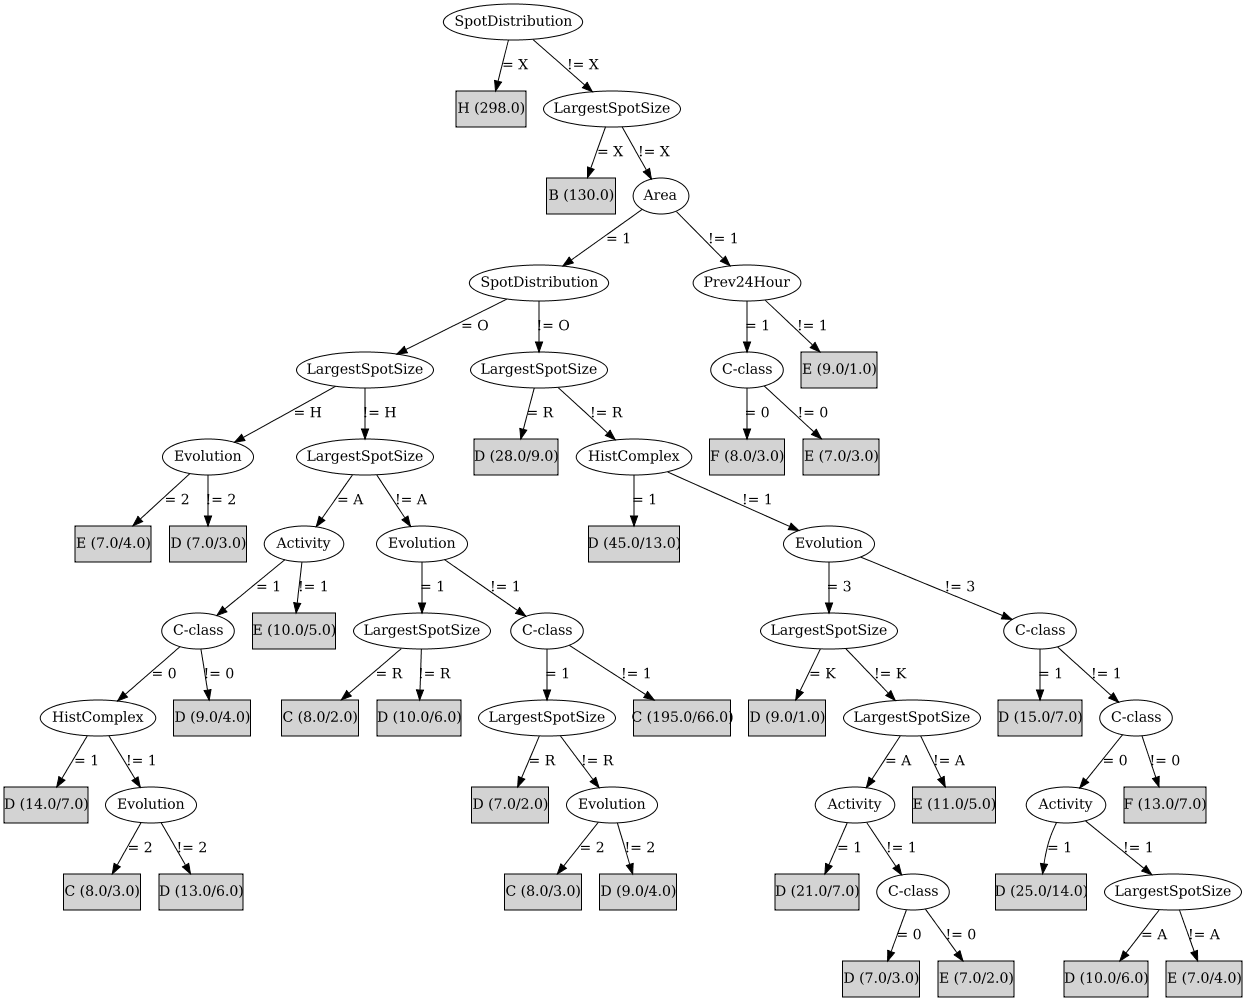 SpotDistribution
= X
!= X
H (298.0)
LargestSpotSize
= X
!= X
B (130.0)
Area
= 1
!= 1
SpotDistribution
Prev24Hour
= O
!= O
= 1
!= 1
LargestSpotSize
LargestSpotSize
C-class
E (9.0/1.0)
= H
!= H
= R
!= R
= 0
!= 0
Evolution
LargestSpotSize
D (28.0/9.0)
HistComplex
F (8.0/3.0)
E (7.0/3.0)
= 2
!= 2
= A
!= A
= 1
!= 1
E (7.0/4.0)
D (7.0/3.0)
Activity
Evolution
D (45.0/13.0)
Evolution
= 1
!= 1
= 1
!= 1
= 3
!= 3
C-class
E (10.0/5.0)
LargestSpotSize
C-class
LargestSpotSize
C-class
= 0
!= 0
= R
!= R
= 1
!= 1
= K
!= K
= 1
!= 1
HistComplex
D (9.0/4.0)
C (8.0/2.0)
D (10.0/6.0)
LargestSpotSize
C (195.0/66.0)
D (9.0/1.0)
LargestSpotSize
D (15.0/7.0)
C-class
= 1
!= 1
= R
!= R
= A
!= A
= 0
!= 0
D (14.0/7.0)
Evolution
D (7.0/2.0)
Evolution
Activity
E (11.0/5.0)
Activity
F (13.0/7.0)
= 2
!= 2
= 2
!= 2
= 1
!= 1
= 1
!= 1
C (8.0/3.0)
D (13.0/6.0)
C (8.0/3.0)
D (9.0/4.0)
D (21.0/7.0)
C-class
D (25.0/14.0)
LargestSpotSize
= 0
!= 0
= A
!= A
D (7.0/3.0)
E (7.0/2.0)
D (10.0/6.0)
E (7.0/4.0)